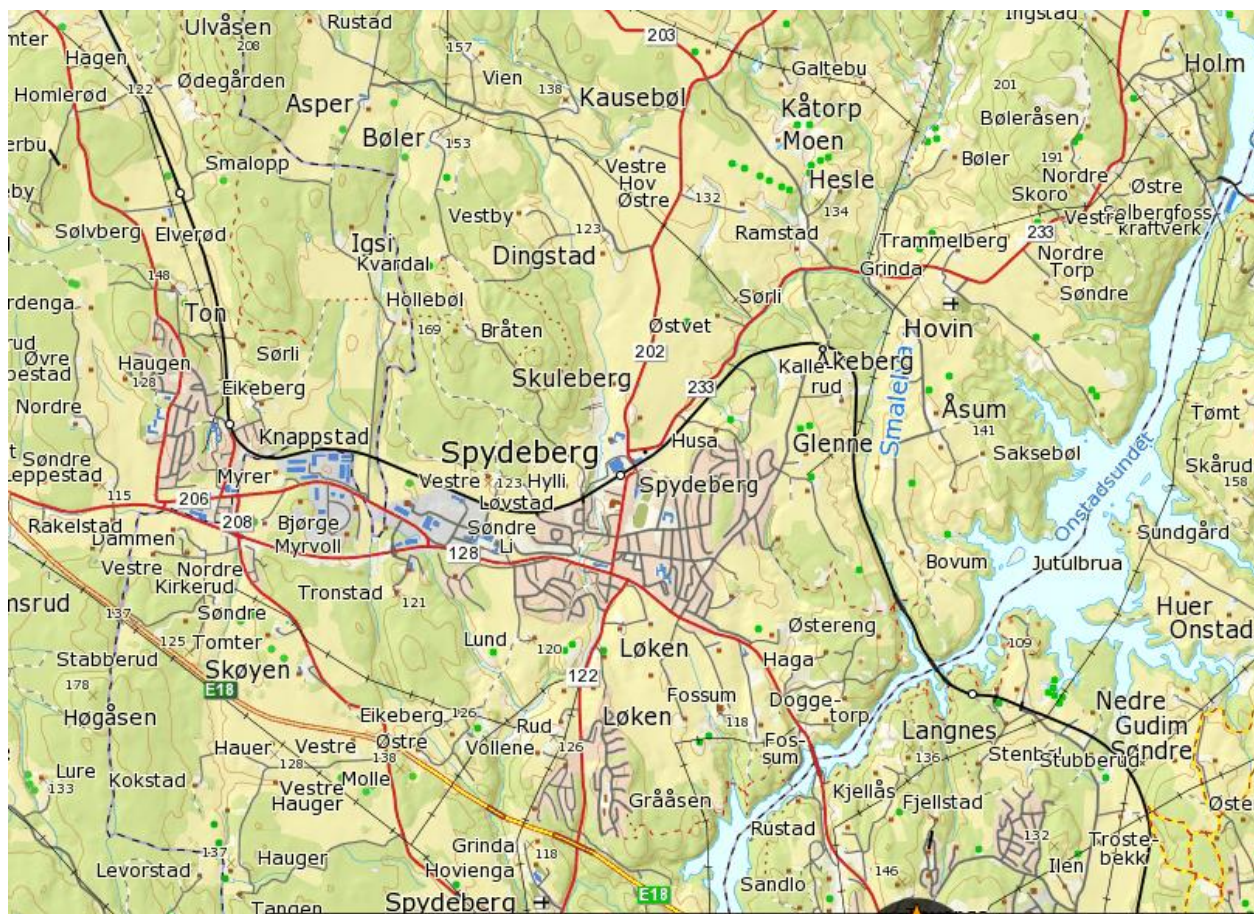 Ulvåsen
208
Rustad
203
Ingstad
Hagen
122
Ødegården
157
Vien
138
Galtebu
Holm
Homlerød
Asper
Kausebøl
Kåtorp
201
Bøleråsen
Moen
Bøler
153
Smalopp
Vestre
Hov
Østre
132
Hesle
134
Bøler
191
Nordre
Skoro
Østre
Vestre
Solbergfoss
kraftverk
Vestby
123
Sølvberg
Elverød
Igsi
Kvardal
Dingstad
Ramstad
Trammelberg
233
Nordre
Torp
Søndre
148
Grinda
Hollebøl
Ton
169
Bråten
Østvet
Sørli
Hovin
Øvre
Haugen
128
Sørli
202
Kalle-
rud
Åkeberg
Eikeberg
Skuleberg
233
Smalelva
Nordre
Åsum
141
Tømt
Knappstad
Spydeberg
Husa
Glenne
Saksebøl
Onstadsundet
Skårud
158
Søndre
Leppestad
Myrer
Vestre
123
Hylli
Løvstad
Spydeberg
115
206
Rakelstad
208
Bjørge
Myrvoll
Søndre
Li
128
Sundgård
Dammen
Vestre
Nordre
Kirkerud
Bovum
Jutulbrua
Tronstad
121
137
Søndre
Huer
Onstad
125
Tomter
Lund
120
Løken
Østereng
109
Stabberud
178
Skøyen
E18
122
Haga
Fossum
118
Dogge-
torp
Nedre
Gudim
Søndre
Høgåsen
Eikeberg
126
Rud
Løken
Langnes
136
Hauer
128
Vestre
Østre
138
Vollene
126
Fos-
sum
Stubberud
Lure
133
Kokstad
Vestre
Hauger
Molle
Grååsen
Kjellås
Fjellstad
Rustad
132
Troste-
bekk
137
Levorstad
Hauger
Grinda
118
Hovienga
Ilen
146
Sandlo
E18
Tangen
Spydeberg